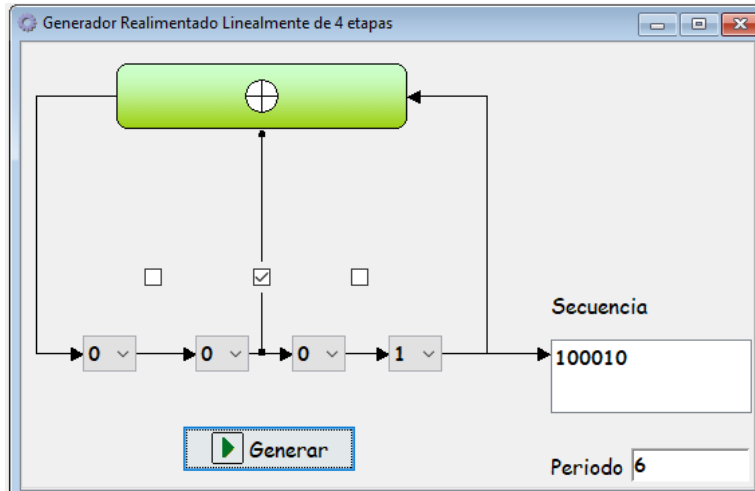 Generador Realimentado Linealmente de 4 etapas
0 0 0 1
Secuencia
100010
Generar
Periodo 6